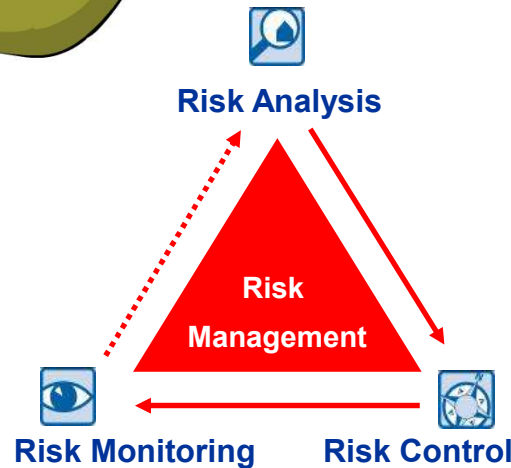 Risk Analysis
Risk
Management
N
Risk Monitoring
Risk Control